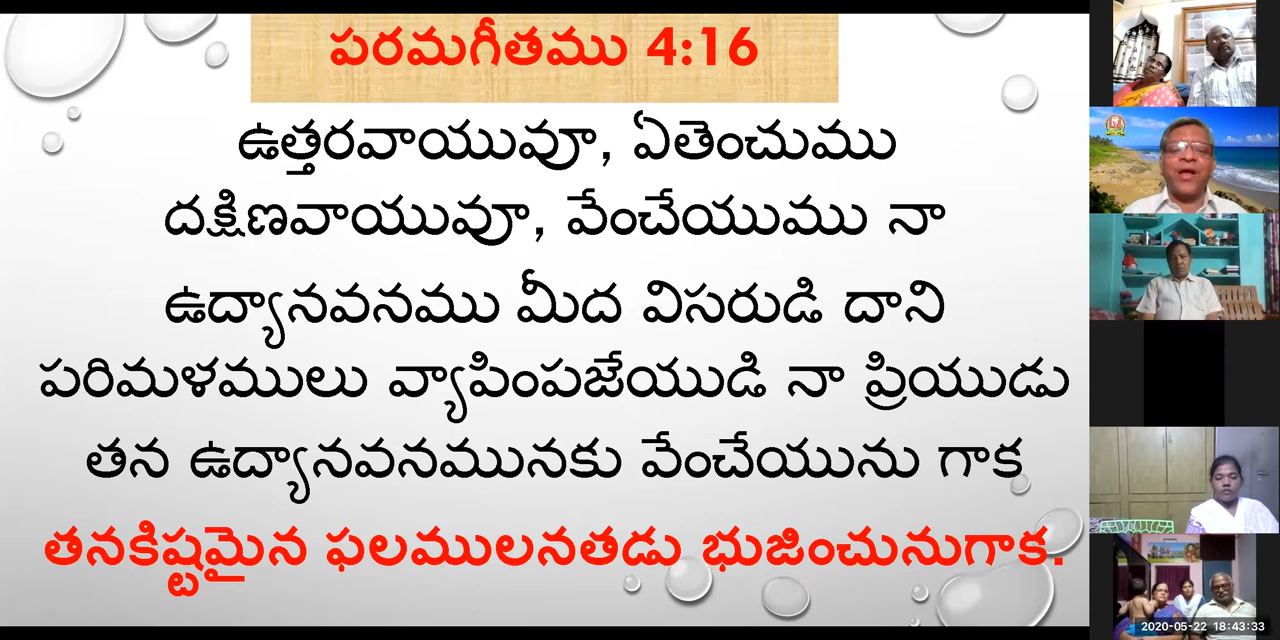 పరమగీతము 4:16
ఉత్తరవాయువూ, ఏతెంచుము
దక్షిణవాయువూ, వేంచేయుము నా
ఉద్యానవనము మీద విసరుడి దాని
పరిమళములు వ్యాపింపజేయుడి నా ప్రియుడు
తన ఉద్యానవనమునకు వేంచేయును గాక
తనకిష్టమైన ఫలములనతడు భుజించునుగాక.
2020-05-22 18:43:33